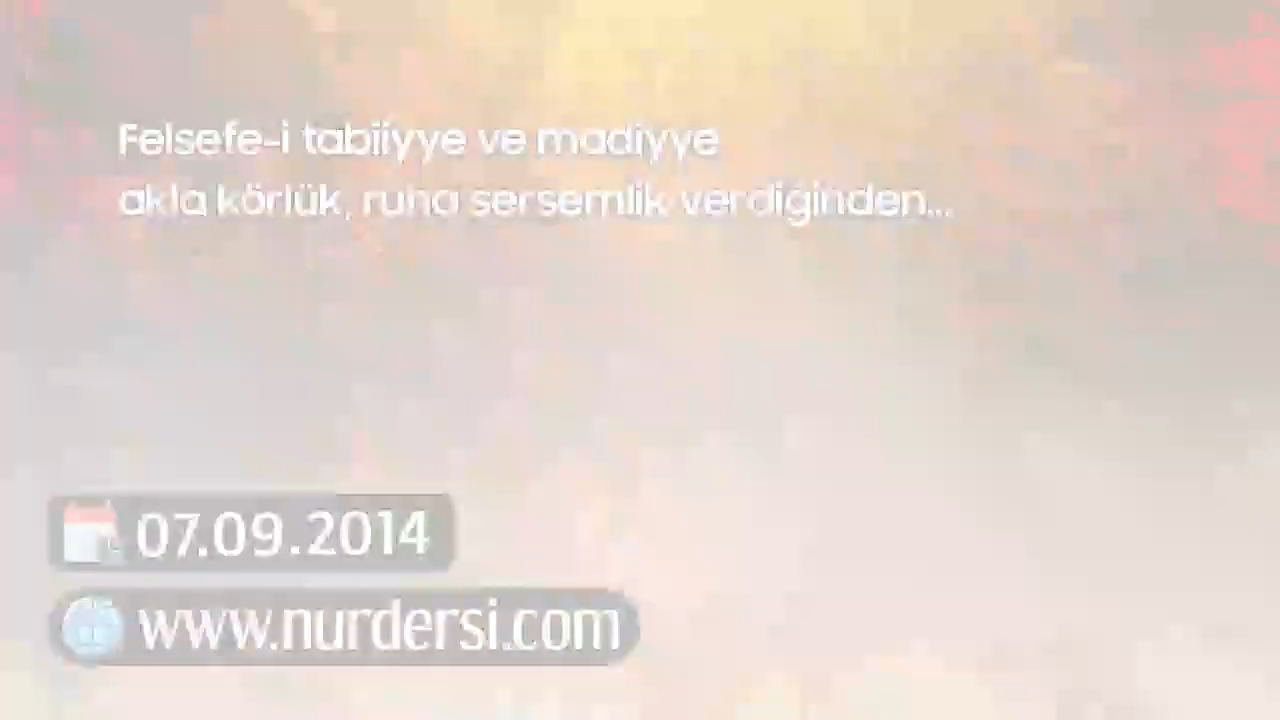 Felsefe-i tabiiyye ve madiyye
akla körlük, ruha sersemlik verdiğinden...
07.09.2014
www.nurdersi.com